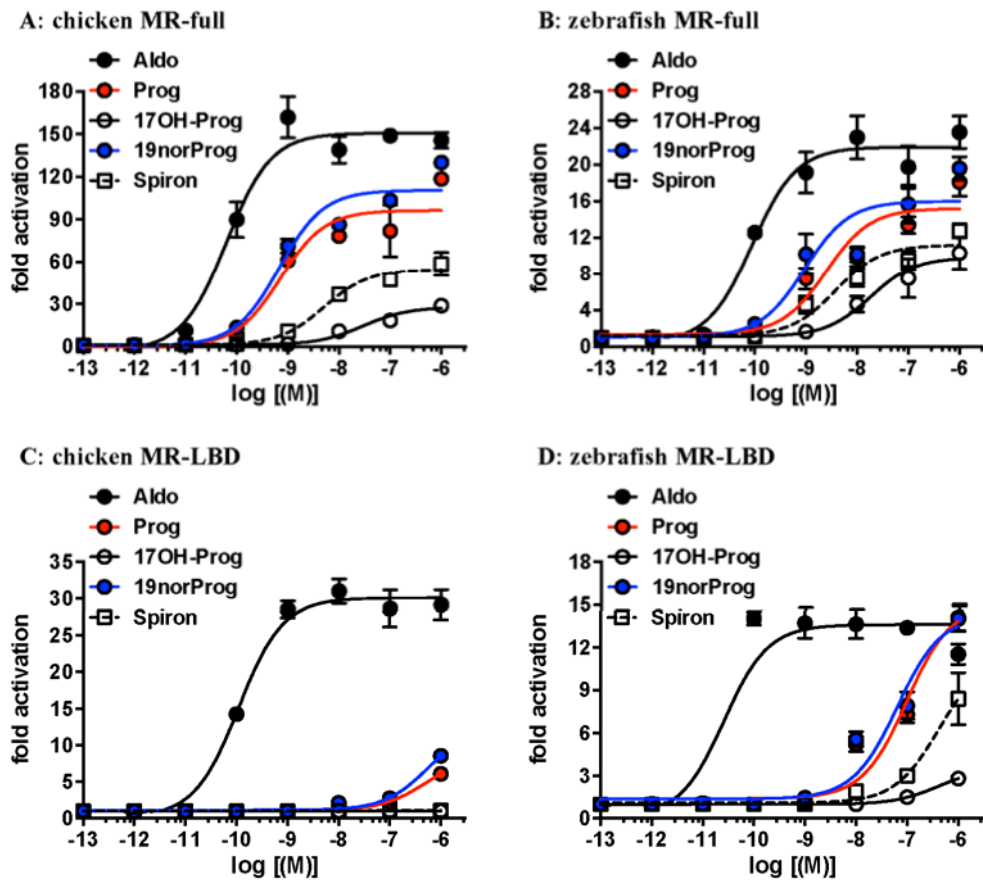 A: chicken MR-full
Aldo
Prog
17OH-Prog
19norProg
Spiron
fold activation
180
150
120
90
60
30
0
-13 -12 -11 -10 -9 -8 -7 -6
log [(M)]
B: zebrafish MR-full
Aldo
Prog
17OH-Prog
19norProg
Spiron
fold activation
28
24
20
16
12
8
4
0
-13 -12 -11 -10 -9 -8 -7 -6
log [(M)]
C: chicken MR-LBD
Aldo
Prog
17OH-Prog
19norProg
Spiron
fold activation
35
30
25
20
15
10
5
0
-13 -12 -11 -10 -9 -8 -7 -6
log [(M)]
D: zebrafish MR-LBD
Aldo
Prog
17OH-Prog
19norProg
Spiron
fold activation
18
15
12
9
6
3
0
-13 -12 -11 -10 -9 -8 -7 -6
log [(M)]